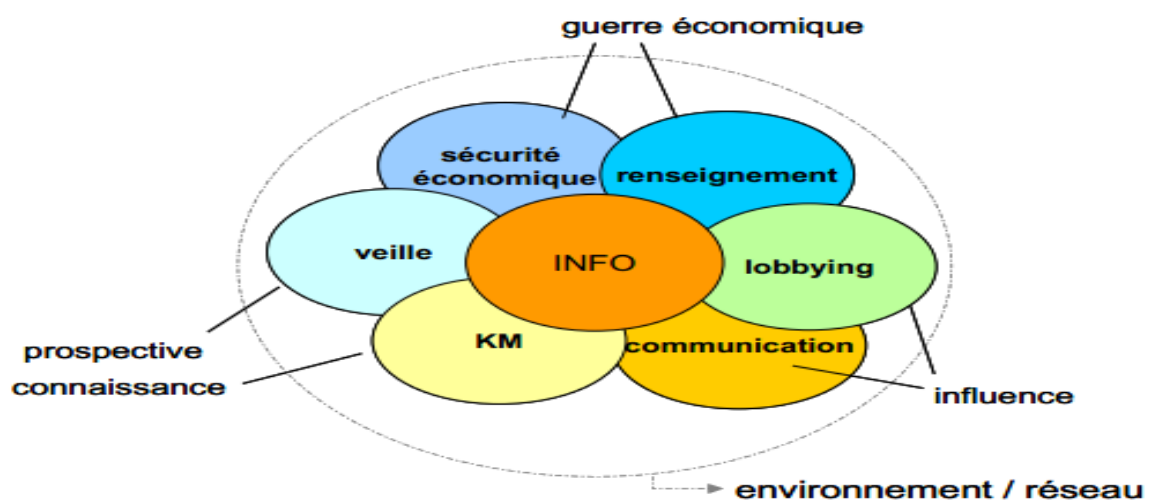 guerre économique
sécurité
économique
renseignement
veille
INFO
lobbying
KM
communication
prospective
connaissance
influence
environnement / réseau